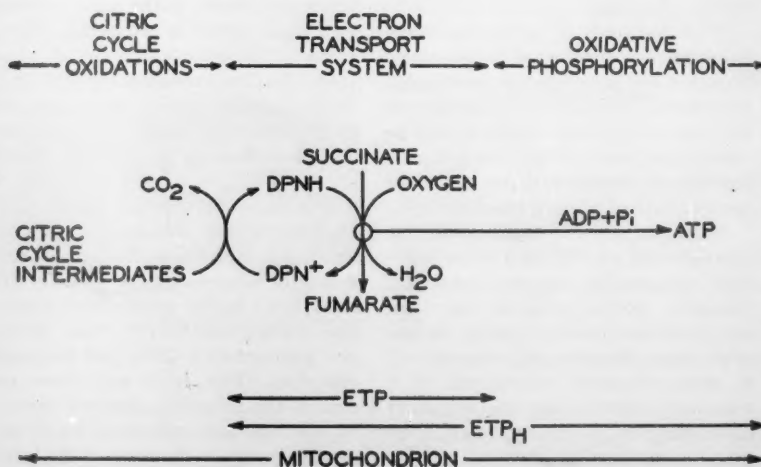 CITRIC CYCLE OXIDATIONS
ELECTRON TRANSPORT SYSTEM
OXIDATIVE PHOSPHORYLATION
SUCCINATE
CO2
DPNH
OXYGEN
ADP+Pi
ATP
CITRIC CYCLE INTERMEDIATES
DPN+
H2O
FUMARATE
ETP
ETPH
MITOCHONDRION